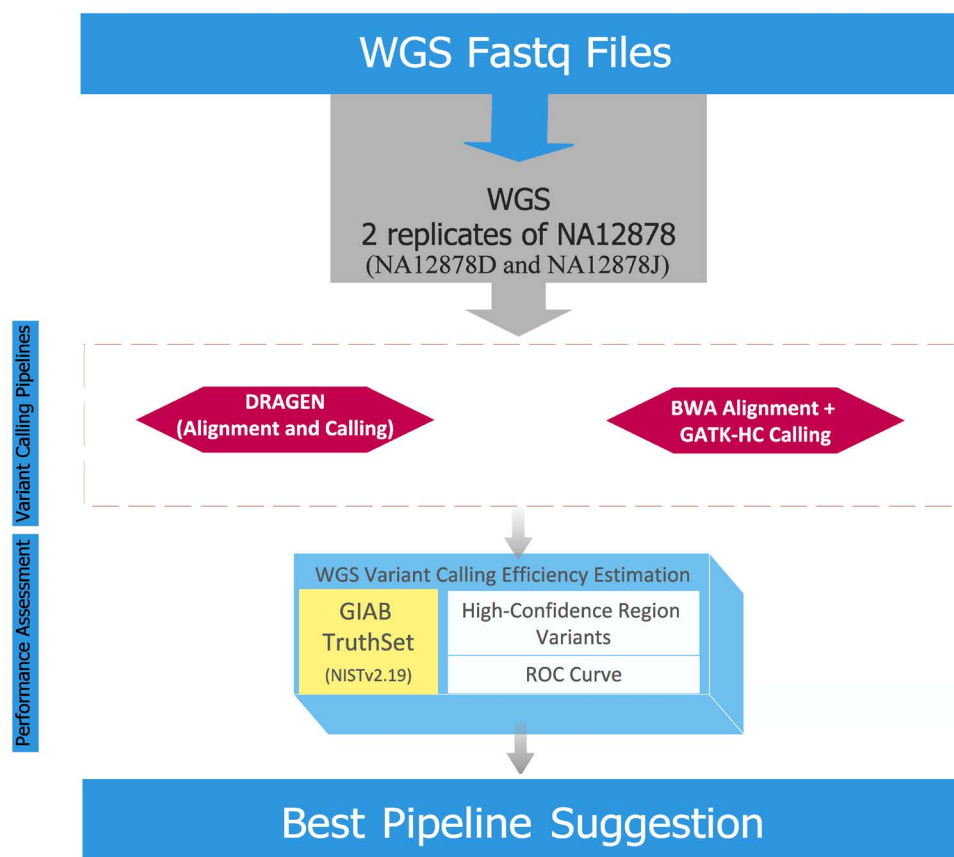 WGS Fastq Files
WGS
2 replicates of NA12878
(NA12878D and NA12878J)
Variant Calling Pipelines
DRAGEN
(Alignment and Calling)
BWA Alignment +
GATK-HC Calling
Performance Assessment
WGS Variant Calling Efficiency Estimation
GIAB
TruthSet
(NISTv2.19)
High-Confidence Region
Variants
ROC Curve
Best Pipeline Suggestion